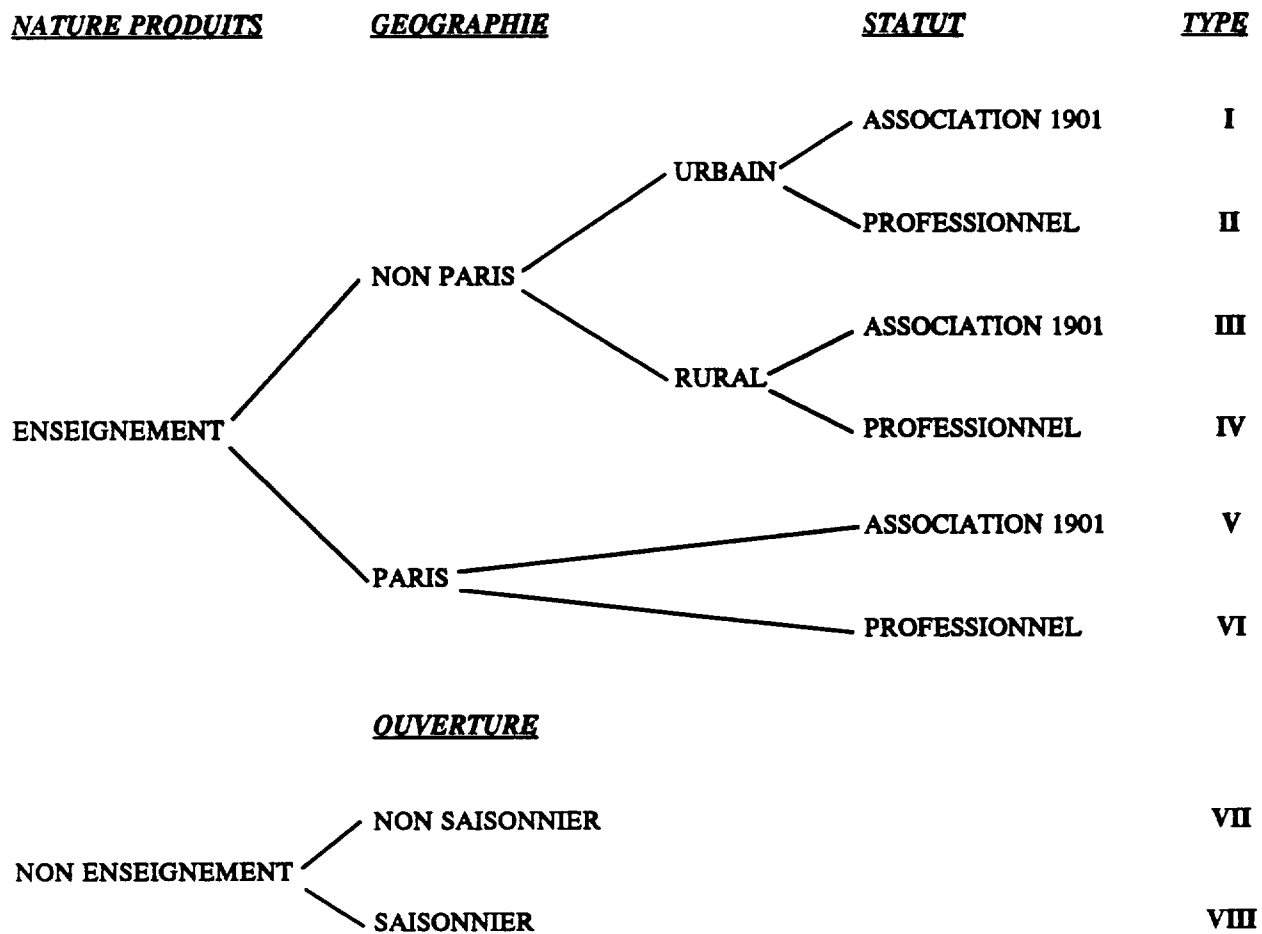 NATURE PRODUITS GEOGRAPHIE STATUT TYPE
ASSOCIATION 1901 I
URBAIN
PROFESSIONNEL II
NON PARIS
ASSOCIATION 1901 III
RURAL
ENSEIGNEMENT PROFESSIONNEL IV
ASSOCIATION 1901 V
PARIS
PROFESSIONNEL VI
OUVERTURE
NON SAISONNIER VII
NON ENSEIGNEMENT
SAISONNIER VIII